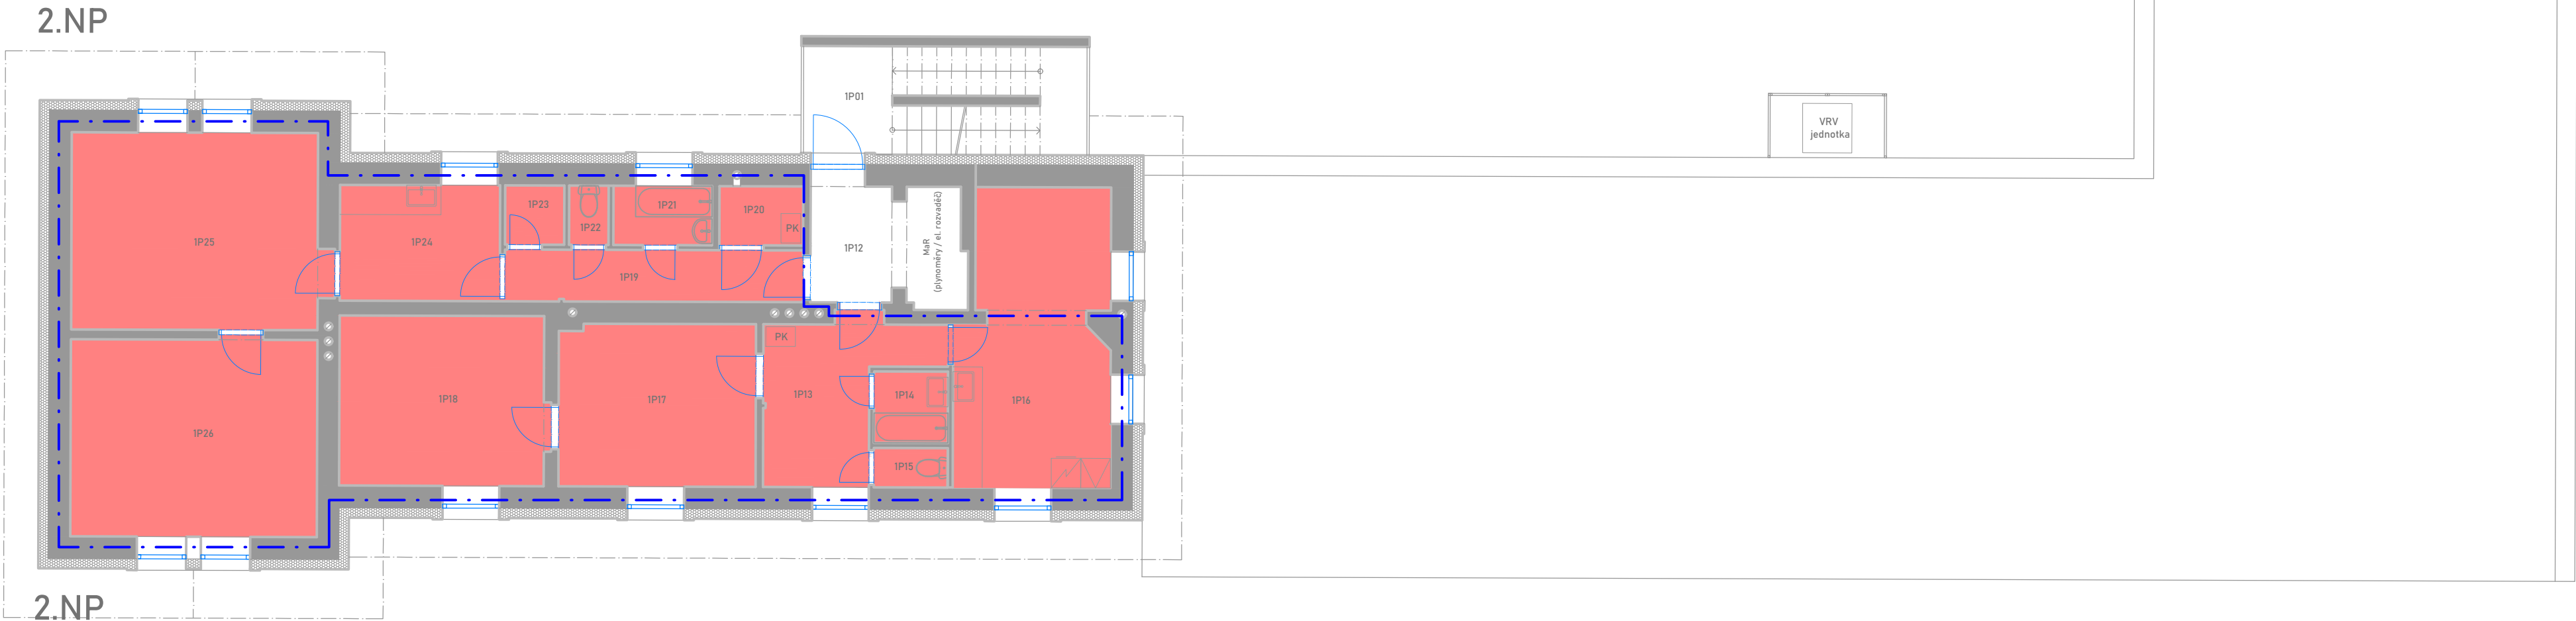 2.NP
1P01
VRV
jednotka
1P23
1P22
1P21
1P20
PK
1P25
1P24
1P19
1P12
MaR
(plynoměry / el. rozvaděč)
PK
1P18
1P17
1P13
1P14
1P16
1P26
1P15
2.NP